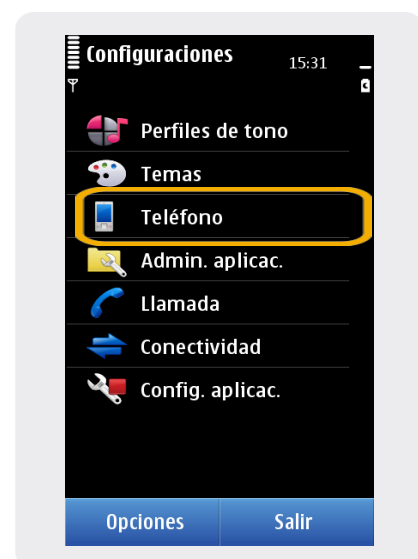 Configuraciones
15:31
Perfiles de tono
Temas
Teléfono
Admin. aplicac.
Llamada
Conectividad
Config. aplicac.
Opciones Salir